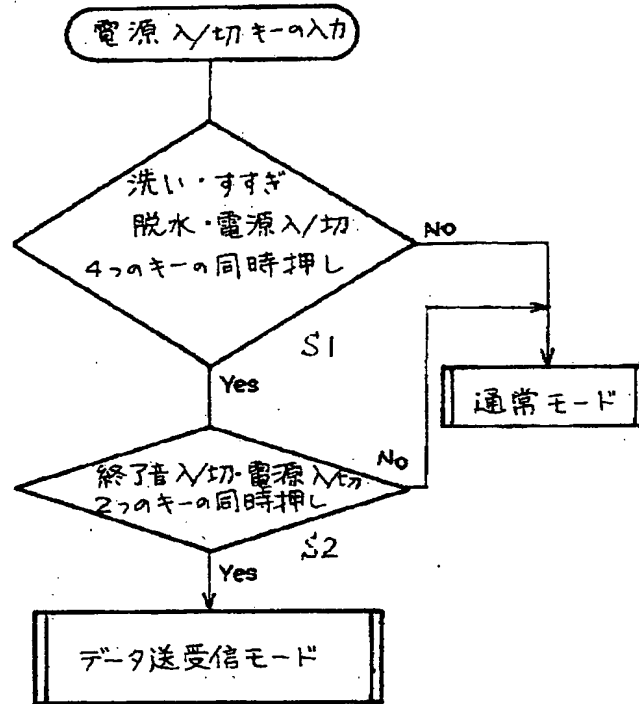 電源入/切キーの入力
洗い・すすぎ
脱水・電源入/切
4つのキーの同時押し
No
S1
Yes
通常モード
終了音入/切・電源入/切
No
2つのキーの同時押し
S2
Yes
データ送受信モード